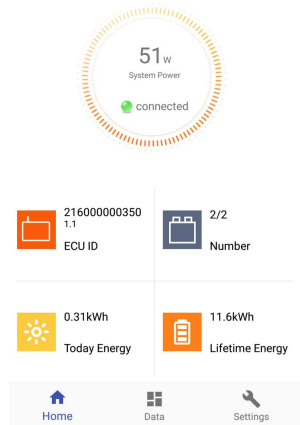 51w
System Power
connected
216000000350
1.1
ECU ID
2/2
Number
0.31kWh
Today Energy
11.6kWh
Lifetime Energy
Home
Data
Settings